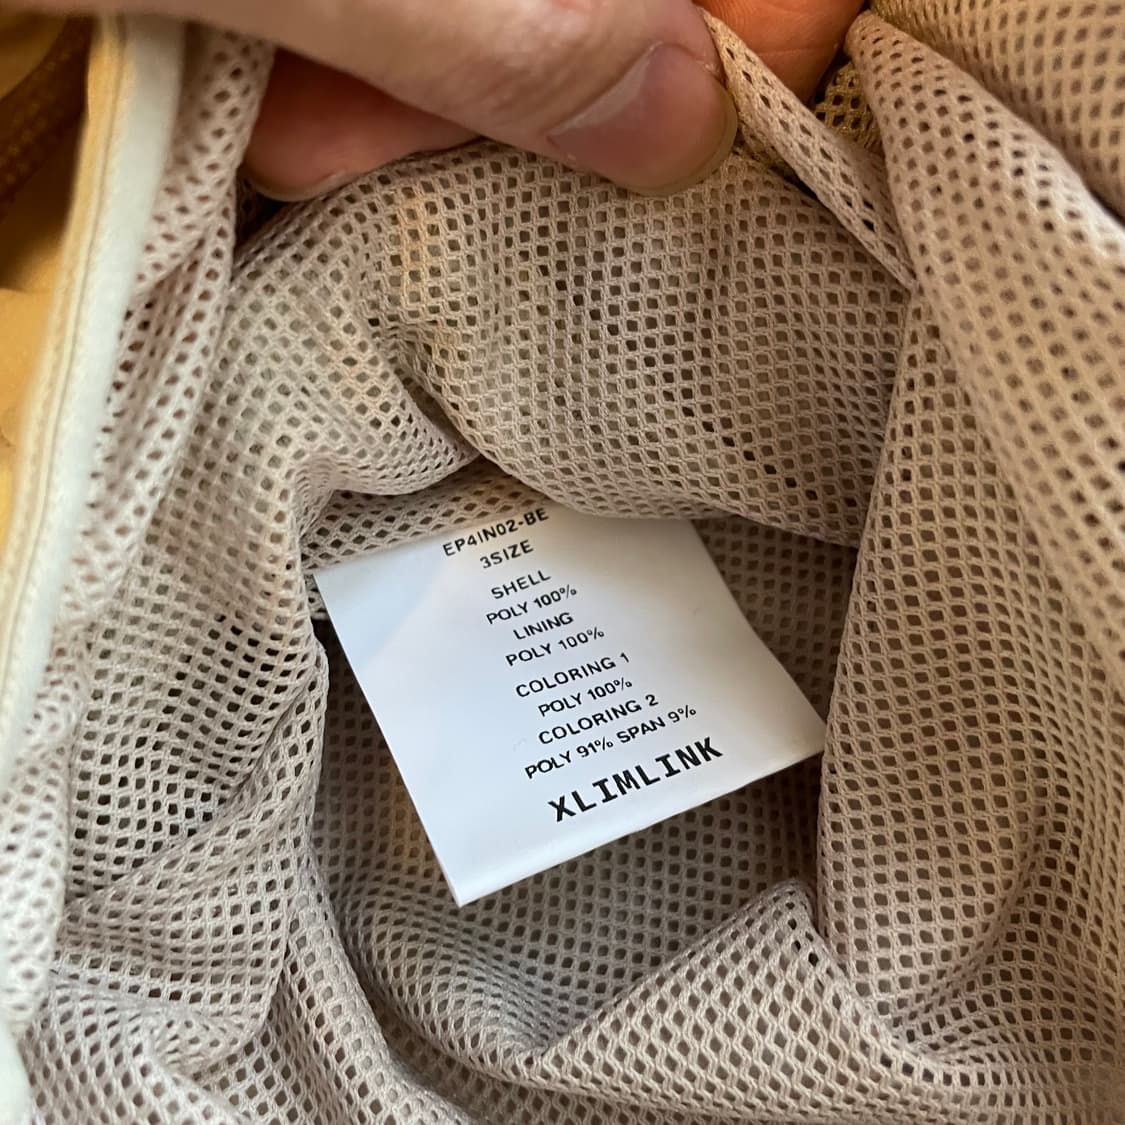 EP4IN02-BE
3SIZE
SHELL
POLY 100%
LINING
POLY 100%
COLORING 1
POLY 100%
COLORING 2
POLY 91% SPAN 9%
XLIMLINK